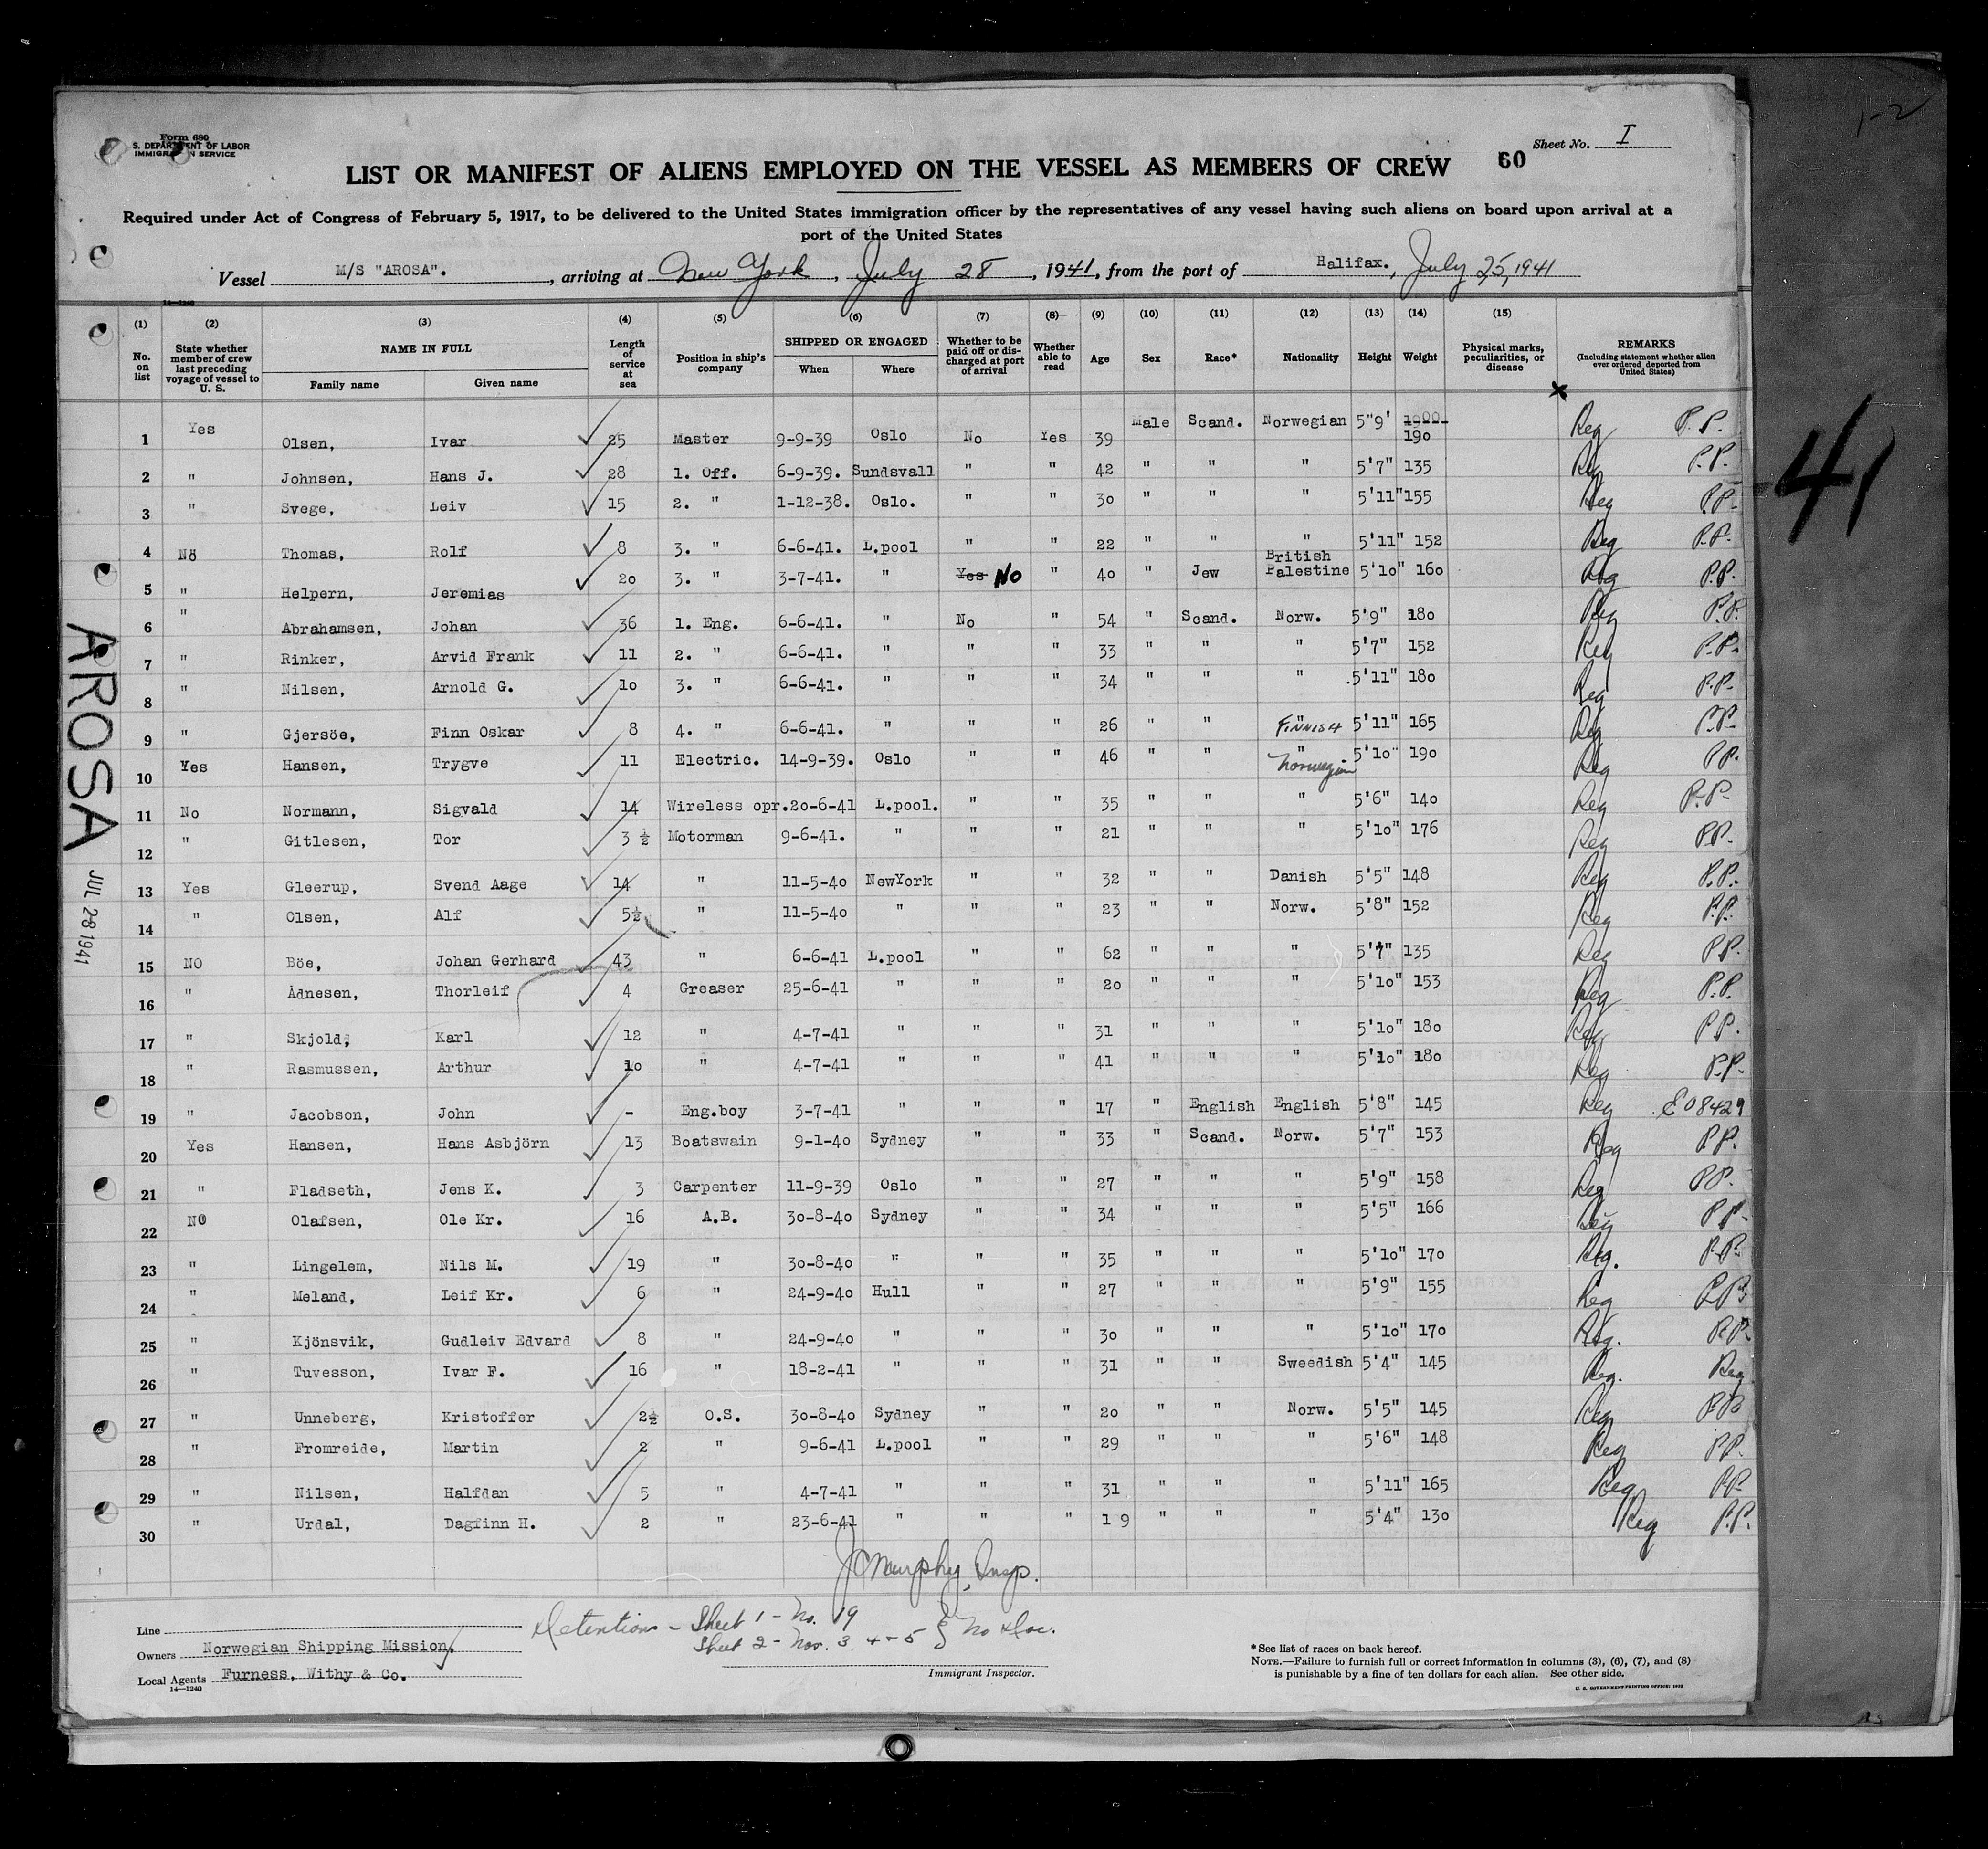 1-2
Form 680
S. DEPARTMENT OF LABOR
IMMIGRATION SERVICE
Sheet No. I
LIST OR MANIFEST OF ALIENS EMPLOYED ON THE VESSEL AS MEMBERS OF CREW 60
Required under Act of Congress of February 5, 1917, to be delivered to the United States immigration officer by the representatives of any vessel having such aliens on board upon arrival at a
port of the United States
Vessel M/S "AROSA"., arriving at New York, July 28, 1941, from the port of Halifax., July 25, 1941
14—1240
(1) No. on list (2) State whether member of crew last preceding voyage of vessel to U. S. (3) NAME IN FULL Family name Given name (4) Length of service at sea (5) Position in ship's company (6) SHIPPED OR ENGAGED When Where (7) Whether to be paid off or discharged at port of arrival (8) Whether able to read (9) Age (10) Sex (11) Race* (12) Nationality (13) Height (14) Weight (15) Physical marks, peculiarities, or disease REMARKS (Including statement whether alien ever ordered deported from United States)
x
1 Yes Olsen, Ivar 25 Master 9-9-39 Oslo No Yes 39 Male Scand. Norwegian 5"9' 1900 190 Reg P.P.
2 " Johnsen, Hans J. 28 1. Off. 6-9-39. Sundsvall " " 42 " " " 5'7" 135 Reg P.P.
3 " Svege, Leiv 15 2. " 1-12-38. Oslo. " " 30 " " " 5'11" 155 Reg P.P.
4 No Thomas, Rolf 8 3. " 6-6-41. L.pool " " 22 " " " 5'11" 152 Reg P.P.
5 " Helpern, Jeremias 20 3. " 3-7-41. " Yes No " 40 " Jew British Palestine 5'10" 160 Reg P.P.
6 " Abrahamsen, Johan 36 1. Eng. 6-6-41. " No " 54 " Scand. Norw. 5'9" 180 Reg P.P.
7 " Rinker, Arvid Frank 11 2. " 6-6-41. " " " 33 " " " 5'7" 152 Reg P.P.
8 " Nilsen, Arnold G. 10 3. " 6-6-41. " " " 34 " " " 5'11" 180 Reg P.P.
9 " Gjersöe, Finn Oskar 8 4. " 6-6-41. " " " 26 " " " FINNISH 5'11" 165 Reg P.P.
10 Yes Hansen, Trygve 11 Electric. 14-9-39. Oslo " " 46 " " " Norwegian 5'10" 190 Reg P.P.
11 No Normann, Sigvald 14 Wireless opr. 20-6-41 L.pool. " " 35 " " " 5'6" 140 Reg P.P.
12 " Gitlesen, Tor 3 ½ Motorman 9-6-41. " " " 21 " " " 5'10" 176 Reg P.P.
13 Yes Gleerup, Svend Aage 14 " 11-5-40 NewYork " " 32 " " Danish 5'5" 148 Reg P.P.
14 " Olsen, Alf 5½ " 11-5-40 " " " 23 " " Norw. 5'8" 152 Reg P.P.
15 NO Böe, Johan Gerhard 43 " 6-6-41 L.pool " " 62 " " " 5'7" 135 Reg P.P.
16 " Adnesen, Thorleif 4 Greaser 25-6-41 " " " 20 " " " 5'10" 153 Reg P.P.
17 " Skjold, Karl 12 " 4-7-41 " " " 31 " " " 5'10" 180 Reg P.P.
18 " Rasmussen, Arthur 10 " 4-7-41 " " " 41 " " " 5'10" 180 Reg P.P.
19 " Jacobson, John - Eng.boy 3-7-41 " " " 17 " English English 5'8" 145 Reg E 08429
20 Yes Hansen, Hans Asbjörn 13 Boatswain 9-1-40 Sydney " " 33 " Scand. Norw. 5'7" 153 Reg P.P.
21 " Fladseth, Jens K. 3 Carpenter 11-9-39 Oslo " " 27 " " " 5'9" 158 Reg P.P.
22 NO Olafsen, Ole Kr. 16 A.B. 30-8-40 Sydney " " 34 " " " 5'5" 166 Reg P.P.
23 " Lingelem, Nils M. 19 " 30-8-40 " " " 35 " " " 5'10" 170 Reg. P.P.
24 " Meland, Leif Kr. 6 " 24-9-40 Hull " " 27 " " " 5'9" 155 Reg P.P.
25 " Kjönsvik, Gudleiv Edvard 8 " 24-9-40 " " " 30 " " " 5'10" 170 Reg. P.P.
26 " Tuvesson, Ivar F. 16 " 18-2-41 " " " 31 " " Swedish 5'4" 145 Reg. Reg
27 " Unneberg, Kristoffer 2½ O.S. 30-8-40 Sydney " " 20 " " Norw. 5'5" 145 Reg P.P.
28 " Fromreide, Martin 2 " 9-6-41 L.pool " " 29 " " " 5'6" 148 Reg P.P.
29 " Nilsen, Halfdan 5 " 4-7-41 " " " 31 " " " 5'11" 165 Reg P.P.
30 " Urdal, Dagfinn H. 2 " 23-6-41 " " " 19 " " " 5'4" 130 Reg P.P.
JC Murphy, Insp.
Detention - Sheet 1 - No. 19
Sheet 2 - Nos. 3 4 - 5 } No doc.
Line
Owners Norwegian Shipping Mission,
Local Agents Furness, Withy & Co.
14—1240
Immigrant Inspector.
*See list of races on back hereof.
NOTE.—Failure to furnish full or correct information in columns (3), (6), (7), and (8)
is punishable by a fine of ten dollars for each alien. See other side.
AROSA
JUL 28 1941
41